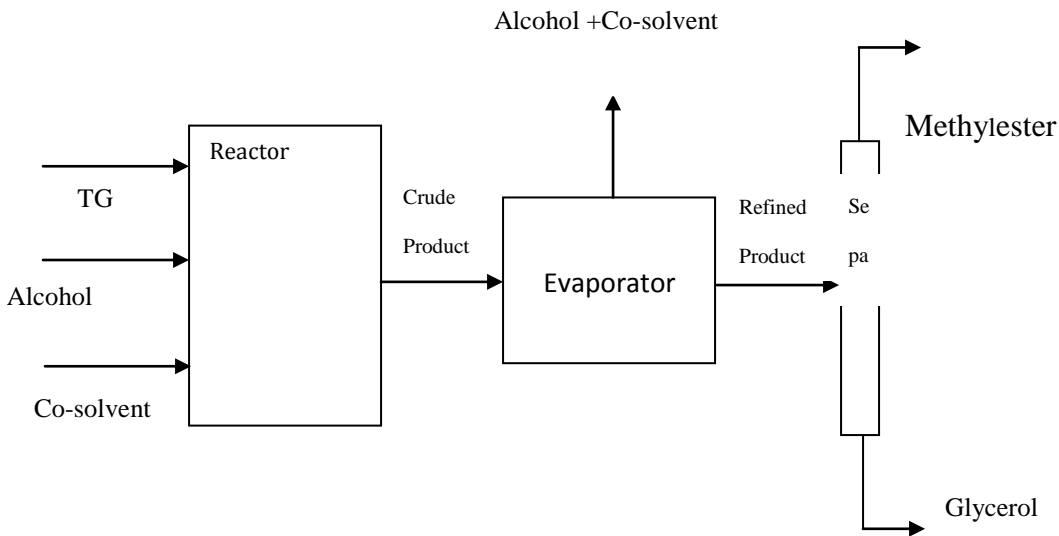 Alcohol +Co-solvent
Methylester
Reactor
TG
Alcohol
Co-solvent
Crude
Product
Evaporator
Refined
Product
Se
pa
Glycerol